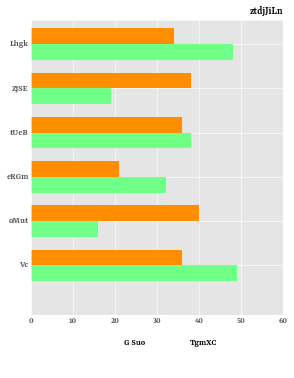 ztdjJiLn
Lhgk
ZjSE
tUeB
eRGm
oMut
Vc
0 10 20 30 40 50 60
G Suo TgmXC